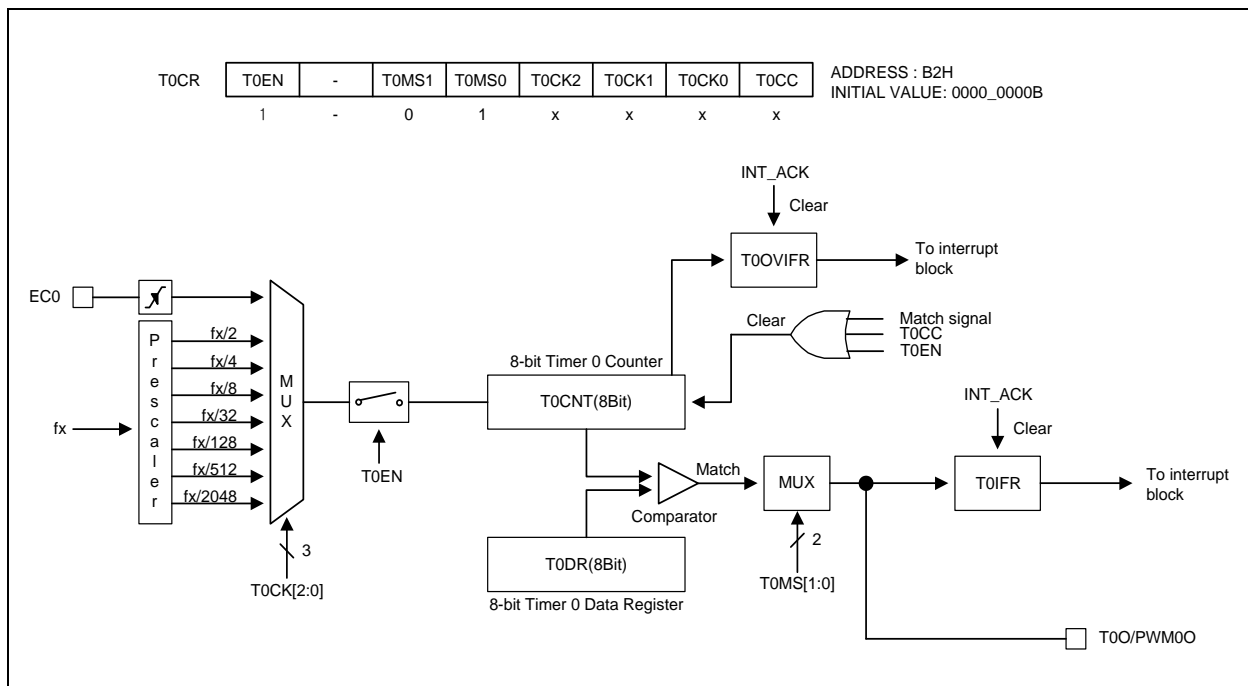 T0CR T0EN - T0MS1 T0MS0 T0CK2 T0CK1 T0CK0 T0CC
ADDRESS : B2H
INITIAL VALUE: 0000_0000B
1 - 0 1 x x x x
INT_ACK
Clear
T0OVIFR
To interrupt
block
EC0
Prescaler
fx
fx/2
fx/4
fx/8
fx/32
fx/128
fx/512
fx/2048
MUX
3
T0CK[2:0]
T0EN
8-bit Timer 0 Counter
T0CNT(8Bit)
Clear
Match signal
T0CC
T0EN
Match
Comparator
T0DR(8Bit)
8-bit Timer 0 Data Register
MUX
2
T0MS[1:0]
INT_ACK
Clear
T0IFR
To interrupt
block
T0O/PWM0O